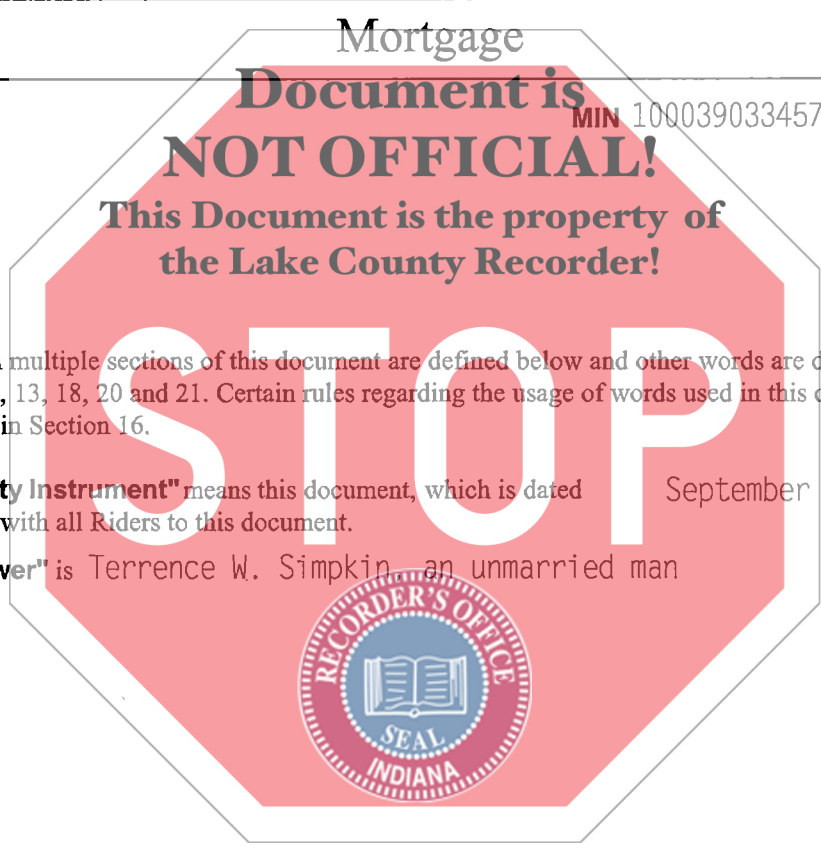 Mortgage
Document is
MIN 100039033457
NOT OFFICIAL!
This Document is the property of
the Lake County Recorder!
STOP
multiple sections of this document are defined below and other words are d
, 13, 18, 20 and 21. Certain rules regarding the usage of words used in this
in Section 16.
ty Instrument" means this document, which is dated September
with all Riders to this document.
er" is Terrence W. Simpkin, an unmarried man
RECORDER'S OFFICE
SEAL
INDIANA